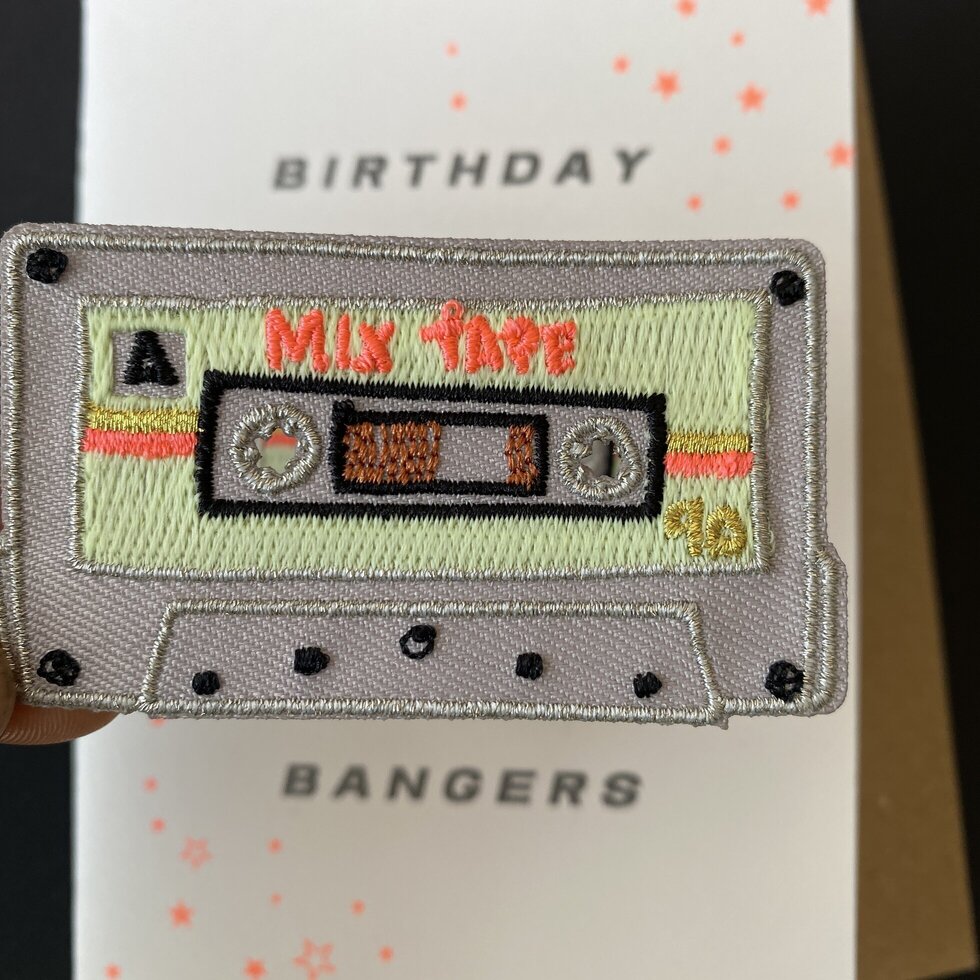 BIRTHDAY
MIX TAPE
A
90
BANGERS